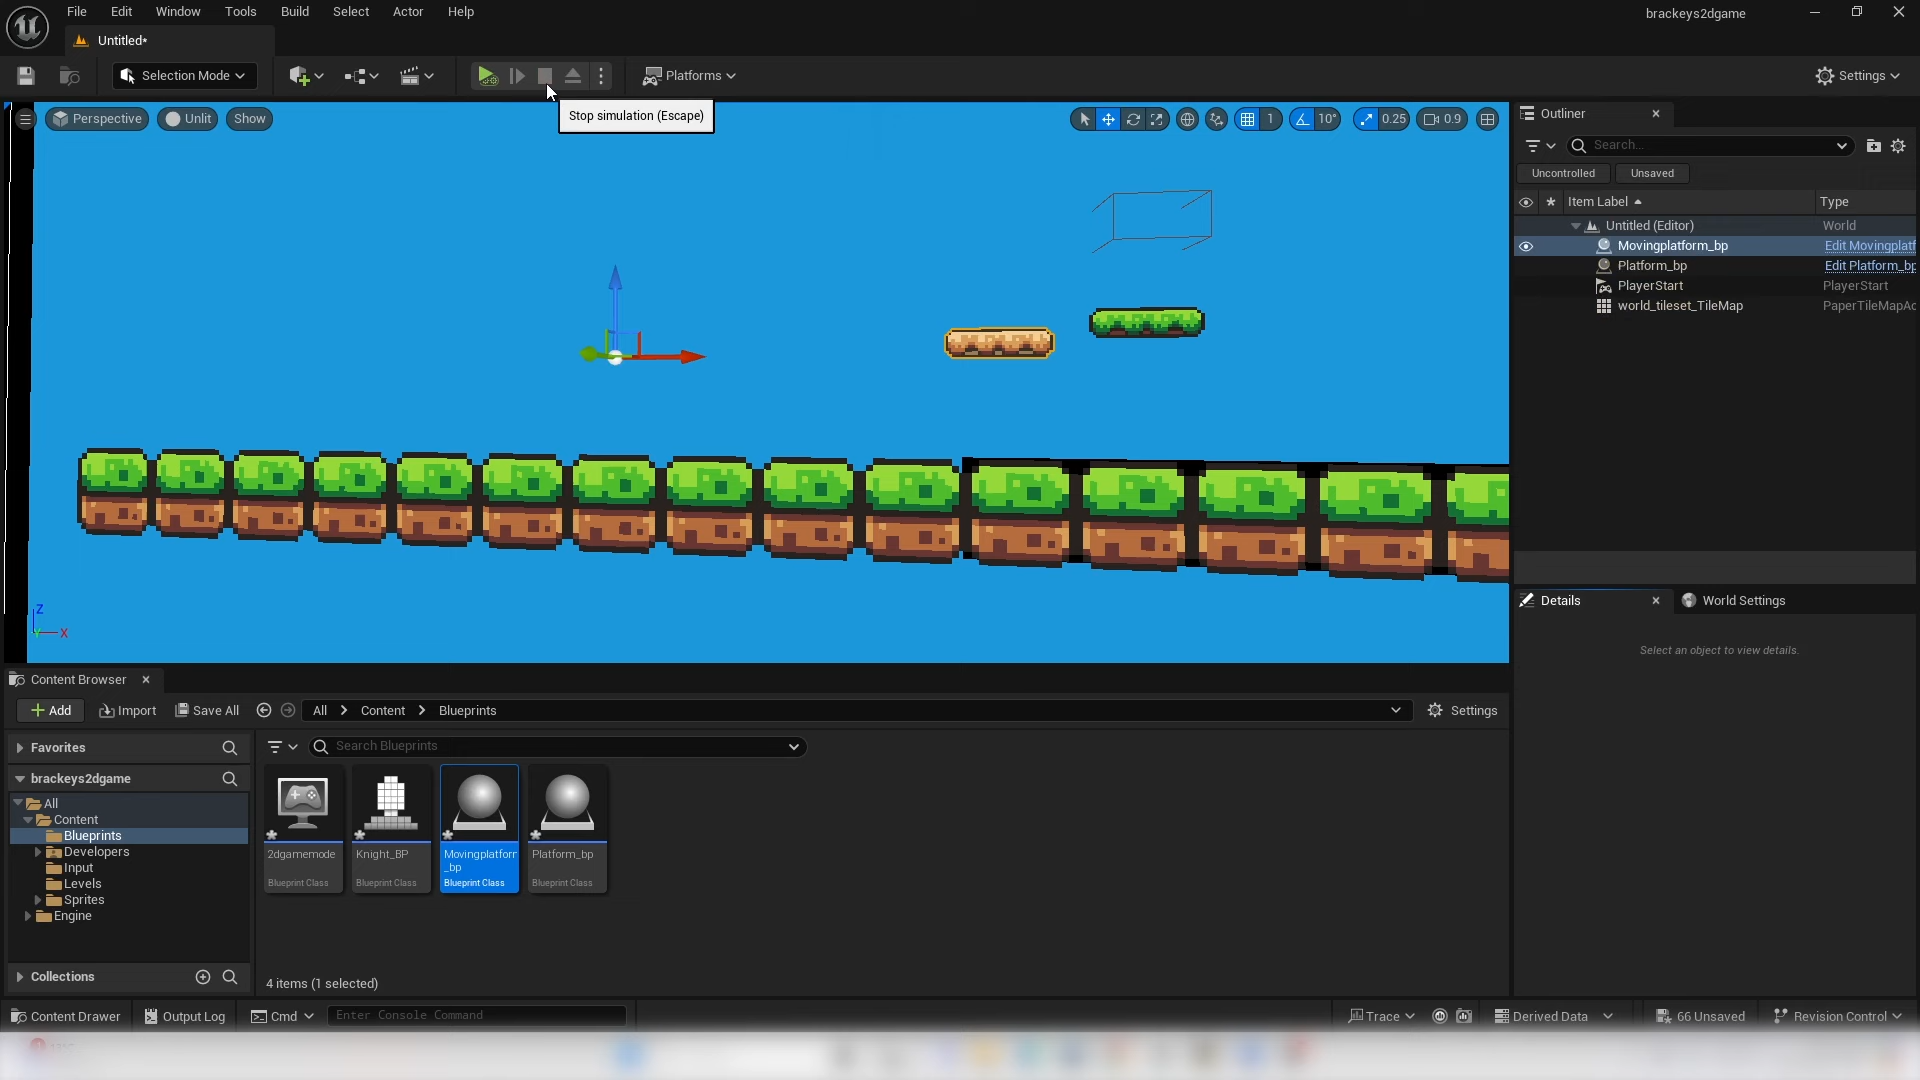 File Edit Window Tools Build Select Actor Help
brackeys2dgame
Untitled*
Selection Mode
Platforms
Settings
Stop simulation (Escape)
Perspective Unlit Show
1 10° 0.25 0.9
Outliner
Search...
Uncontrolled Unsaved
Item Label Type
Untitled (Editor) World
Movingplatform_bp Edit Movingplatf
Platform_bp Edit Platform_bp
PlayerStart PlayerStart
world_tileset_TileMap PaperTileMapAc
Details World Settings
Select an object to view details.
Z
Y X
Content Browser
Add Import Save All All Content Blueprints Settings
Favorites
Search Blueprints
brackeys2dgame
All
Content
Blueprints
Developers
Input
Levels
Sprites
Engine
Collections
2dgamemode
Blueprint Class
Knight_BP
Blueprint Class
Movingplatform
_bp
Blueprint Class
Platform_bp
Blueprint Class
4 items (1 selected)
Content Drawer Output Log Cmd Enter Console Command Trace Derived Data 66 Unsaved Revision Control